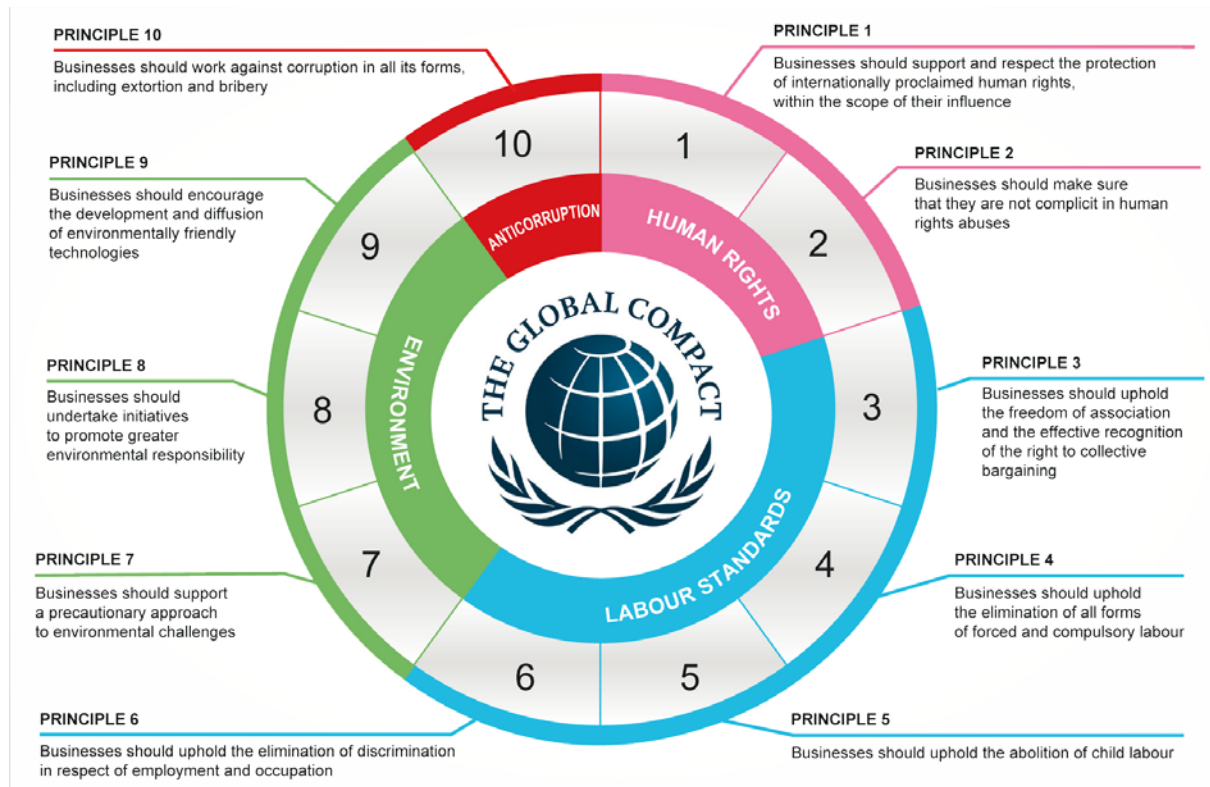 PRINCIPLE 10
Businesses should work against corruption in all its forms,
including extortion and bribery
PRINCIPLE 1
Businesses should support and respect the protection
of internationally proclaimed human rights,
within the scope of their influence
PRINCIPLE 9
Businesses should encourage
the development and diffusion
of environmentally friendly
technologies
PRINCIPLE 2
Businesses should make sure
that they are not complicit in human
rights abuses
PRINCIPLE 8
Businesses should
undertake initiatives
to promote greater
environmental responsibility
PRINCIPLE 3
Businesses should uphold
the freedom of association
and the effective recognition
of the right to collective
bargaining
PRINCIPLE 7
Businesses should support
a precautionary approach
to environmental challenges
PRINCIPLE 4
Businesses should uphold
the elimination of all forms
of forced and compulsory labour
PRINCIPLE 6
Businesses should uphold the elimination of discrimination
in respect of employment and occupation
PRINCIPLE 5
Businesses should uphold the abolition of child labour
10
1
9
2
8
3
7
4
6
5
ANTICORRUPTION
HUMAN RIGHTS
ENVIRONMENT
LABOUR STANDARDS
THE GLOBAL COMPACT